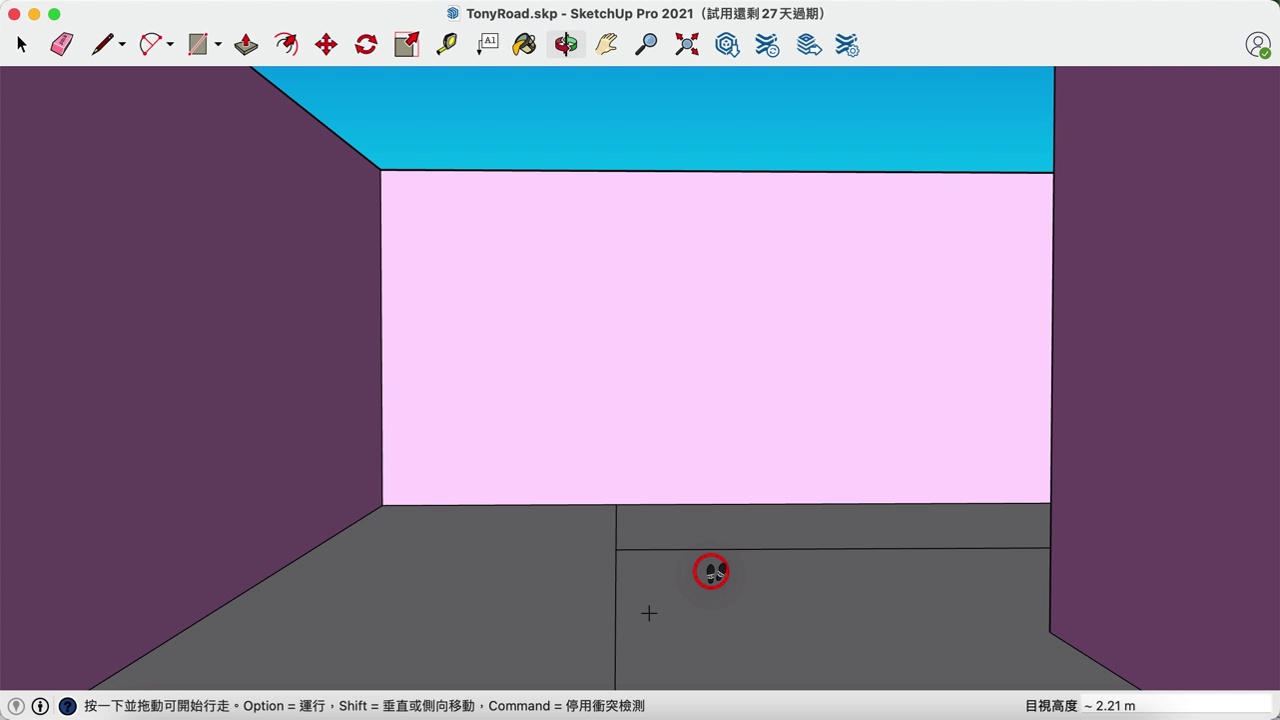 TonyRoad.skp - SketchUp Pro 2021（試用還剩 27 天過期）
A1
按一下並拖動可開始行走。Option = 運行，Shift = 垂直或側向移動，Command = 停用衝突檢測
目視高度 ~ 2.21 m